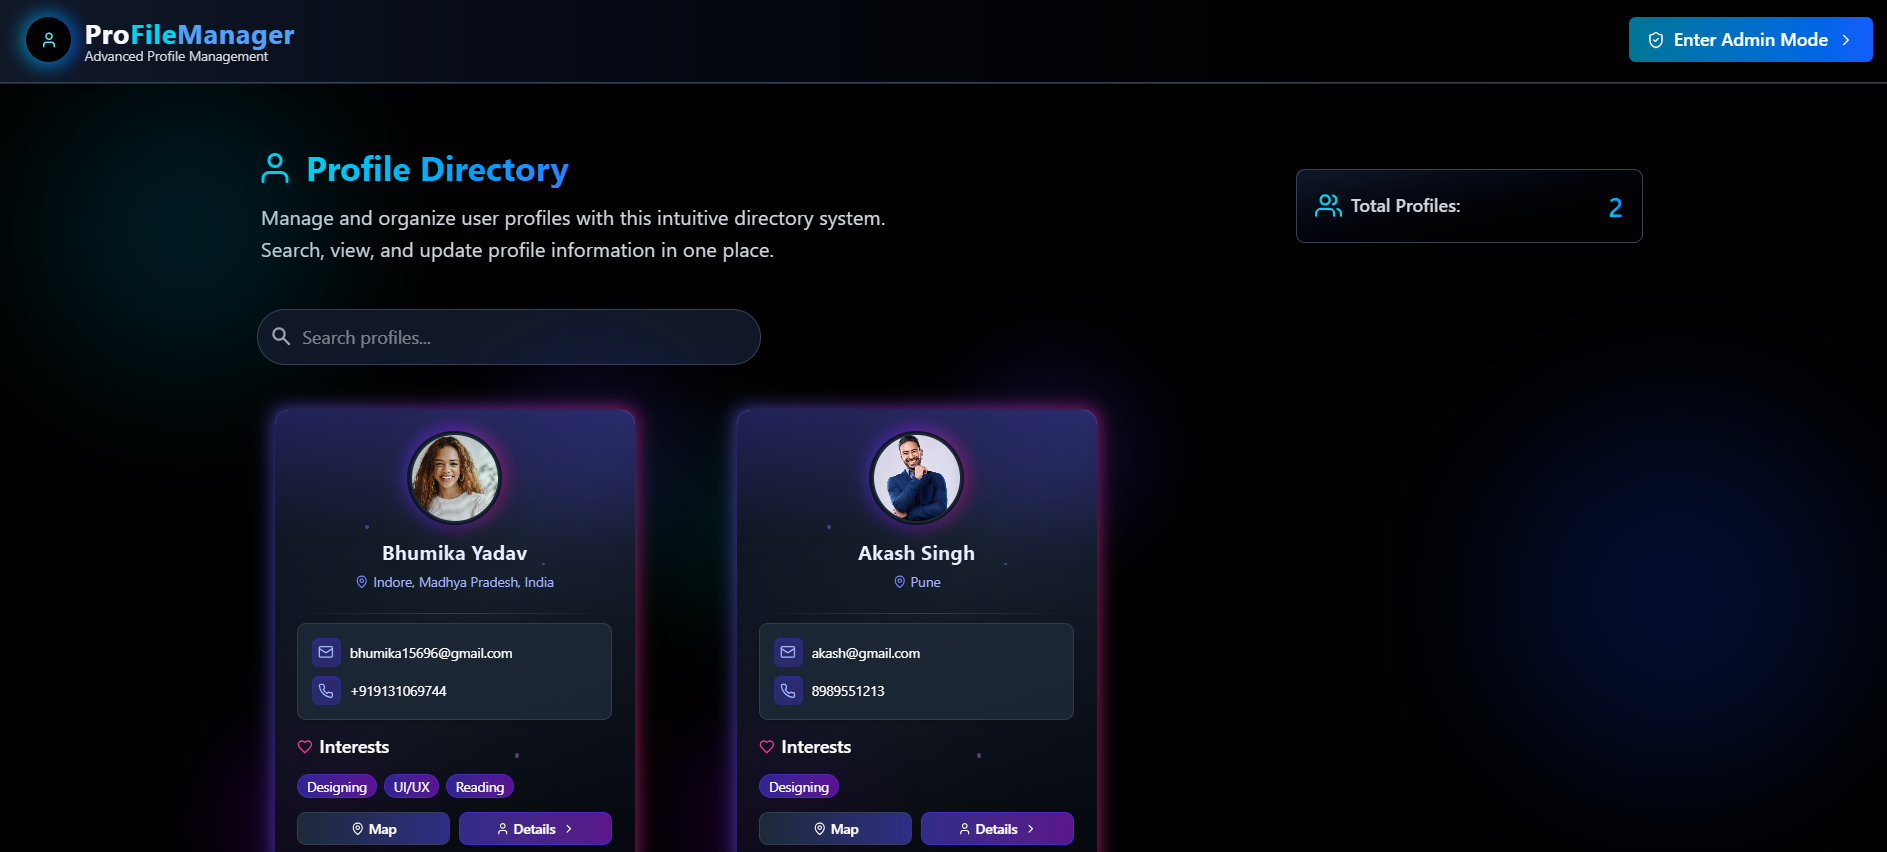 ProFileManager
Advanced Profile Management
Enter Admin Mode
Profile Directory
Manage and organize user profiles with this intuitive directory system.
Search, view, and update profile information in one place.
Total Profiles:
2
Search profiles...
Bhumika Yadav
Indore, Madhya Pradesh, India
bhumika15696@gmail.com
+919131069744
Interests
Designing UI/UX Reading
Map Details
Akash Singh
Pune
akash@gmail.com
8989551213
Interests
Designing
Map Details